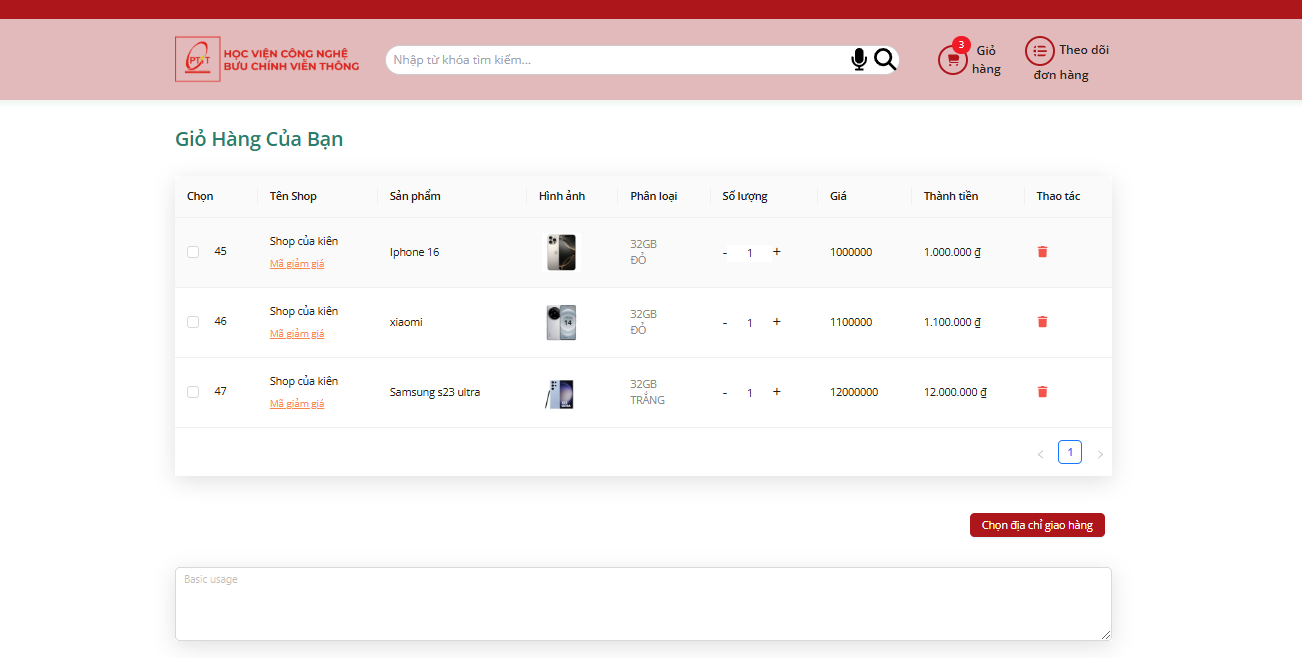 PTIT
HỌC VIỆN CÔNG NGHỆ
BƯU CHÍNH VIỄN THÔNG
Nhập từ khóa tìm kiếm...
3
Giỏ
hàng
Theo dõi
đơn hàng
Giỏ Hàng Của Bạn
Chọn Tên Shop Sản phẩm Hình ảnh Phân loại Số lượng Giá Thành tiền Thao tác
45 Shop của kiên Mã giảm giá Iphone 16 32GB ĐỎ - 1 + 1000000 1.000.000 ₫
46 Shop của kiên Mã giảm giá xiaomi 14 32GB ĐỎ - 1 + 1100000 1.100.000 ₫
47 Shop của kiên Mã giảm giá Samsung s23 ultra 32GB TRẮNG - 1 + 12000000 12.000.000 ₫
< 1 >
Chọn địa chỉ giao hàng
Basic usage